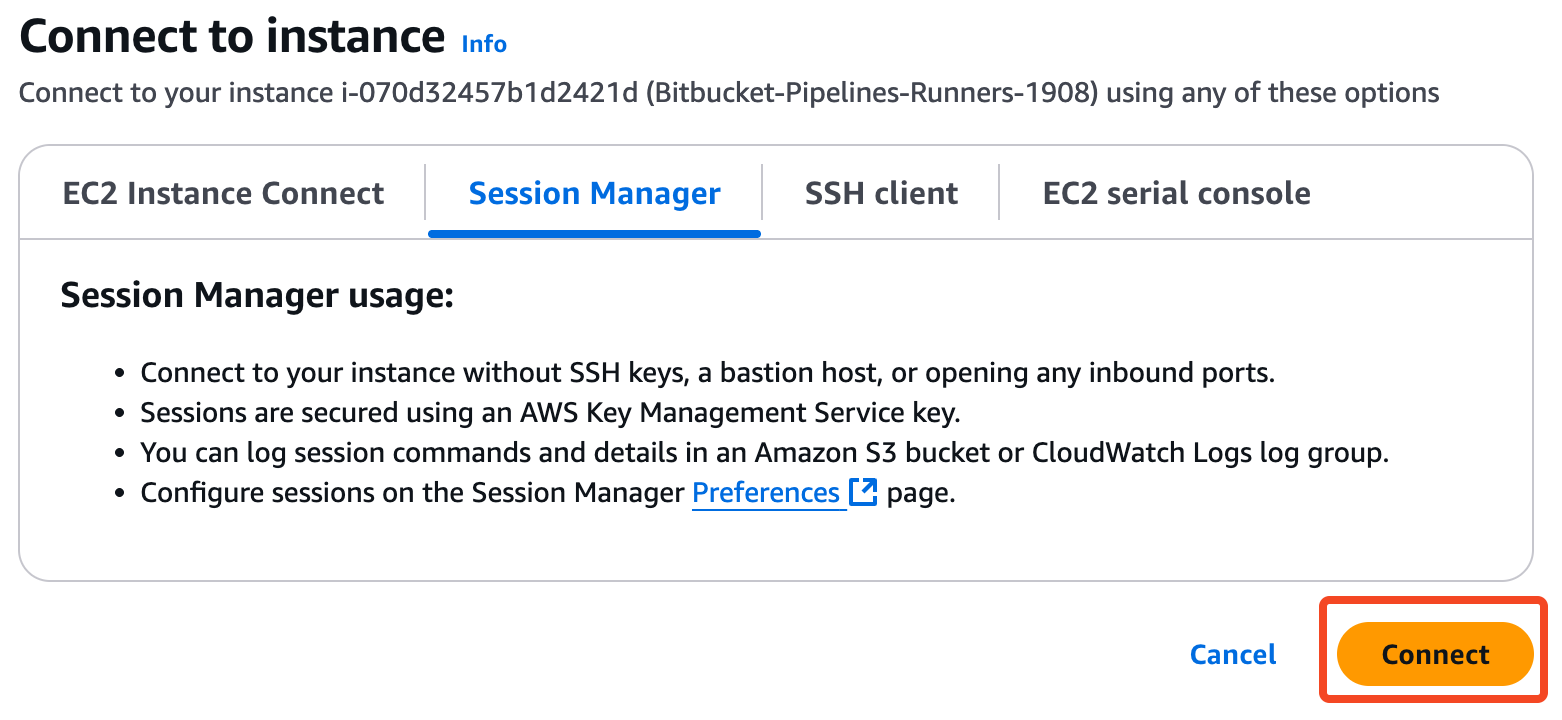 Connect to instance Info
Connect to your instance i-070d32457b1d2421d (Bitbucket-Pipelines-Runners-1908) using any of these options
EC2 Instance Connect
Session Manager
SSH client
EC2 serial console
Session Manager usage:
• Connect to your instance without SSH keys, a bastion host, or opening any inbound ports.
• Sessions are secured using an AWS Key Management Service key.
• You can log session commands and details in an Amazon S3 bucket or CloudWatch Logs log group.
• Configure sessions on the Session Manager Preferences page.
Cancel
Connect